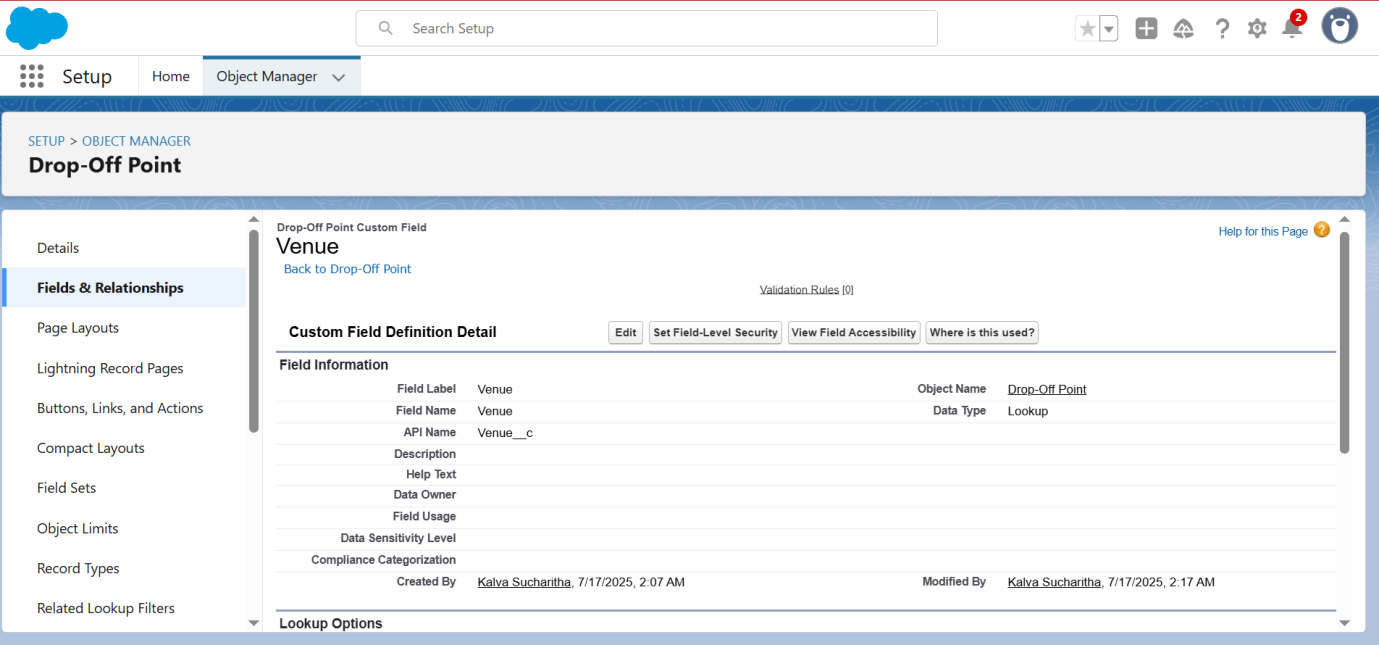 Search Setup
2
Setup
Home
Object Manager
SETUP > OBJECT MANAGER
Drop-Off Point
Details
Fields & Relationships
Page Layouts
Lightning Record Pages
Buttons, Links, and Actions
Compact Layouts
Field Sets
Object Limits
Record Types
Related Lookup Filters
Drop-Off Point Custom Field
Venue
Back to Drop-Off Point
Help for this Page ?
Validation Rules [0]
Custom Field Definition Detail
Edit
Set Field-Level Security
View Field Accessibility
Where is this used?
Field Information
Field Label Venue Object Name Drop-Off Point
Field Name Venue Data Type Lookup
API Name Venue__c
Description
Help Text
Data Owner
Field Usage
Data Sensitivity Level
Compliance Categorization
Created By Kalva Sucharitha, 7/17/2025, 2:07 AM Modified By Kalva Sucharitha, 7/17/2025, 2:17 AM
Lookup Options